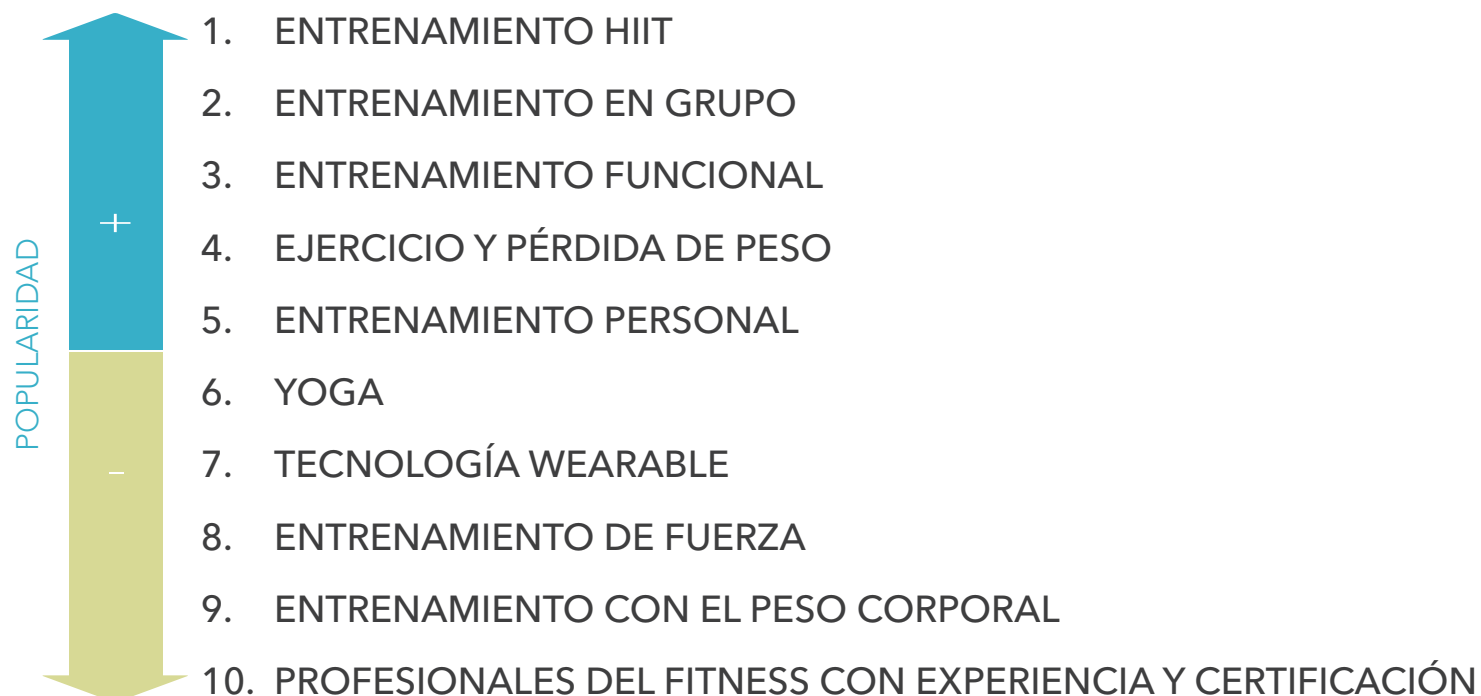 1. ENTRENAMIENTO HIIT
2. ENTRENAMIENTO EN GRUPO
3. ENTRENAMIENTO FUNCIONAL
4. EJERCICIO Y PÉRDIDA DE PESO
5. ENTRENAMIENTO PERSONAL
6. YOGA
7. TECNOLOGÍA WEARABLE
8. ENTRENAMIENTO DE FUERZA
9. ENTRENAMIENTO CON EL PESO CORPORAL
10. PROFESIONALES DEL FITNESS CON EXPERIENCIA Y CERTIFICACIÓN
POPULARIDAD
+
-